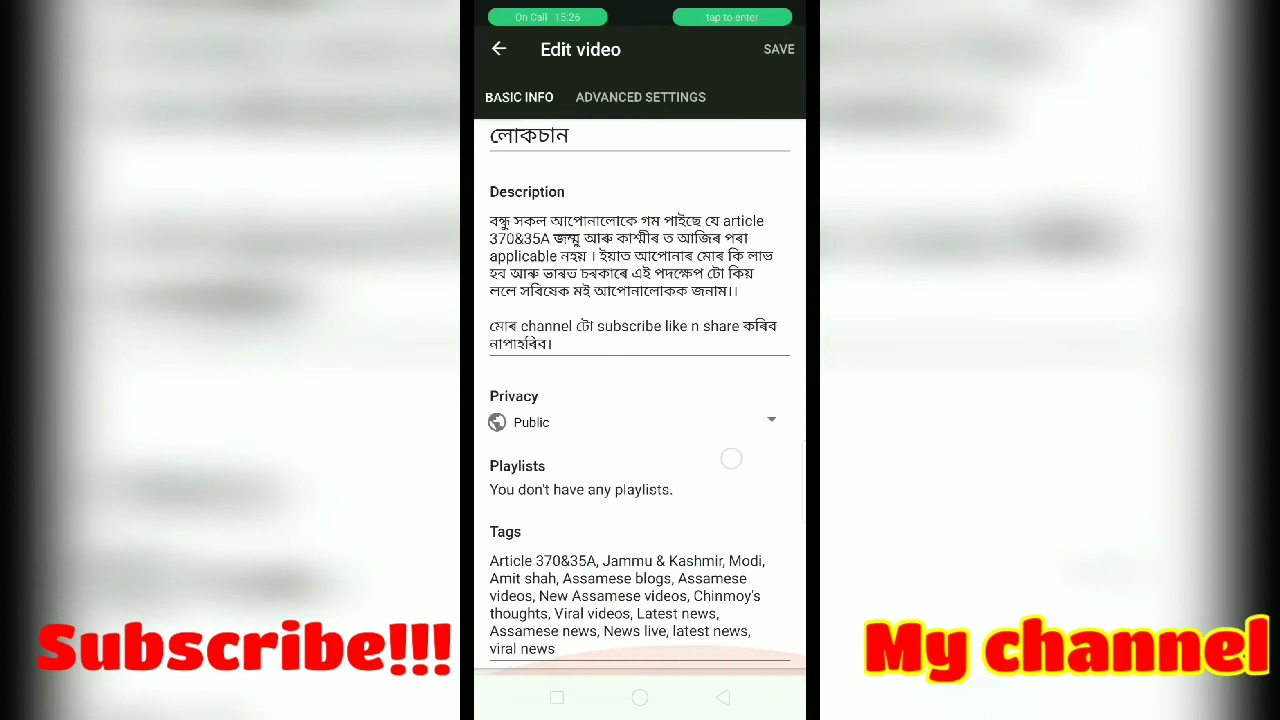 On Call 15:26 tap to enter
Edit video SAVE
BASIC INFO ADVANCED SETTINGS
লোকচান
Description
বন্ধু সকল আপোনালোকে গম পাইছে যে article
370&35A জম্মু আৰু কাশ্মীৰ ত আজিৰ পৰা
applicable নহয় । ইয়াত আপোনাৰ মোৰ কি লাভ
হব আৰু ভাৰত চৰকাৰে এই পদক্ষেপ টো কিয়
ললে সবিষেক মই আপোনালোকক জনাম।।
মোৰ channel টো subscribe like n share কৰিব
নাপাহৰিব।
Privacy
Public
Playlists
You don't have any playlists.
Tags
Article 370&35A, Jammu & Kashmir, Modi,
Amit shah, Assamese blogs, Assamese
videos, New Assamese videos, Chinmoy's
thoughts, Viral videos, Latest news,
Assamese news, News live, latest news,
viral news
Subscribe!!! My channel